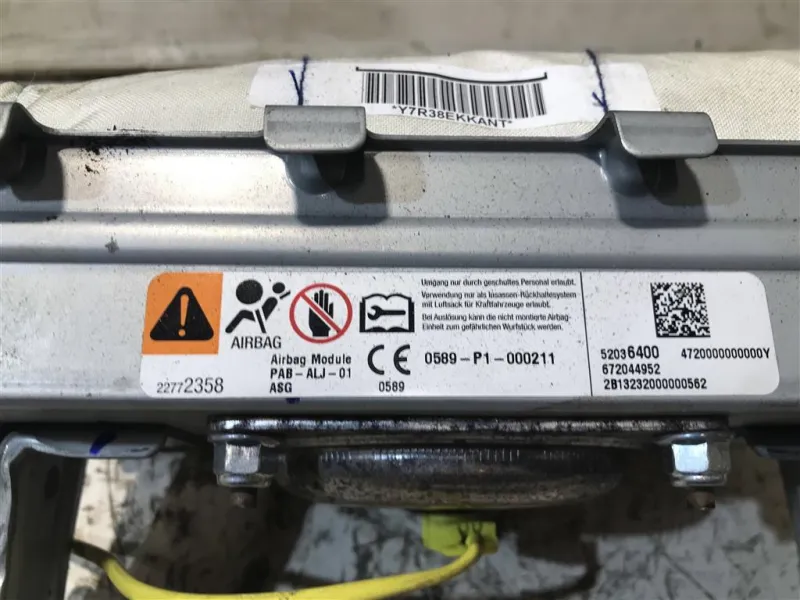 *Y7R38EKKANT*
AIRBAG
22772358
Airbag Module
PAB-ALJ-01
ASG
CE
0589
0589-P1-000211
Umgang nur durch geschultes Personal erlaubt.
Verwendung nur als Insassen-Rückhaltesystem
mit Luftsack für Kraftfahrzeuge erlaubt.
Bei Auslösung kann die nicht montierte Airbag-
Einheit zum gefährlichen Wurfstück werden.
52036400
4720000000000Y
672044952
2B13232000000562